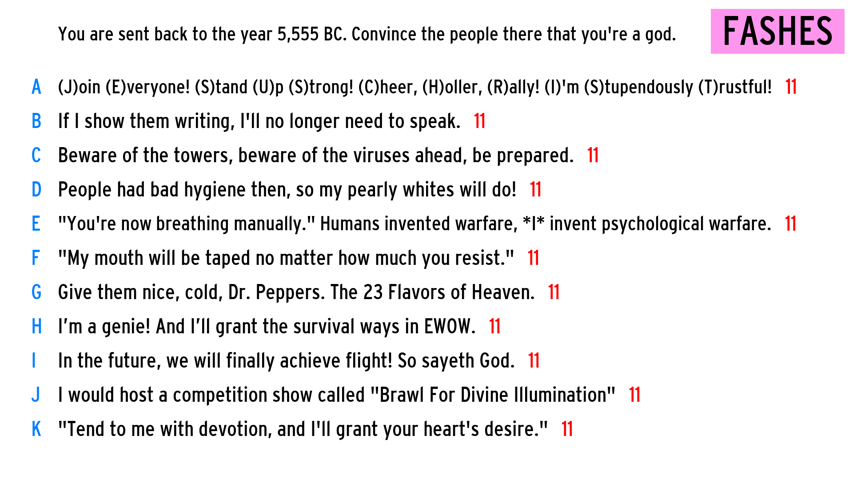 You are sent back to the year 5,555 BC. Convince the people there that you're a god.
FASHES
A (J)oin (E)veryone! (S)tand (U)p (S)trong! (C)heer, (H)oller, (R)ally! (I)'m (S)tupendously (T)rustful! 11
B If I show them writing, I'll no longer need to speak. 11
C Beware of the towers, beware of the viruses ahead, be prepared. 11
D People had bad hygiene then, so my pearly whites will do! 11
E "You're now breathing manually." Humans invented warfare, *I* invent psychological warfare. 11
F "My mouth will be taped no matter how much you resist." 11
G Give them nice, cold, Dr. Peppers. The 23 Flavors of Heaven. 11
H I’m a genie! And I’ll grant the survival ways in EWOW. 11
I In the future, we will finally achieve flight! So sayeth God. 11
J I would host a competition show called "Brawl For Divine Illumination" 11
K "Tend to me with devotion, and I'll grant your heart's desire." 11